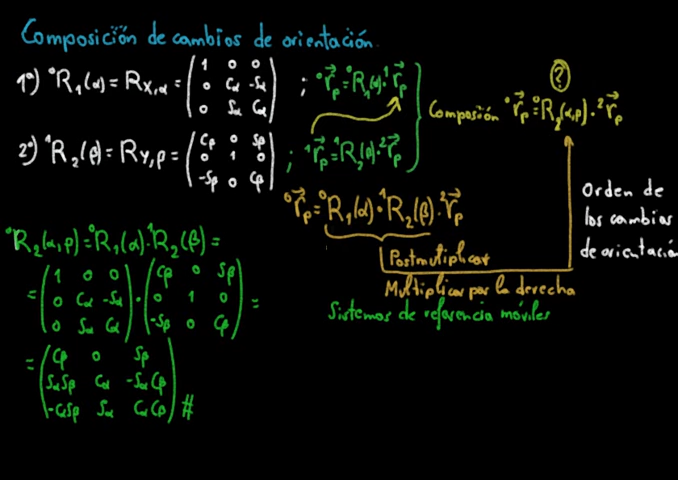 Composición de cambios de orientación.
1º) ⁰R₁(α) = R x,α = (1 0 0
0 Cα -Sα
0 Sα Cα) ; ⁰r⃗p = ⁰R₁(α)·¹r⃗p
2º) ¹R₂(β) = R y,β = (Cβ 0 Sβ
0 1 0
-Sβ 0 Cβ) ; ¹r⃗p = ¹R₂(β)·²r⃗p
Composión ⁰r⃗p = ⁰R₂(α,β)·²r⃗p
?
⁰r⃗p = ⁰R₁(α)·¹R₂(β)·²r⃗p
Postmultiplicar
Multiplicar por la derecha
Sistemas de referencia móviles
Orden de
los cambios
de orientación
⁰R₂(α,β) = ⁰R₁(α)·¹R₂(β) =
= (1 0 0
0 Cα -Sα
0 Sα Cα) · (Cβ 0 Sβ
0 1 0
-Sβ 0 Cβ) =
= (Cβ 0 Sβ
SαSβ Cα -SαCβ
-CαSβ Sα CαCβ) #